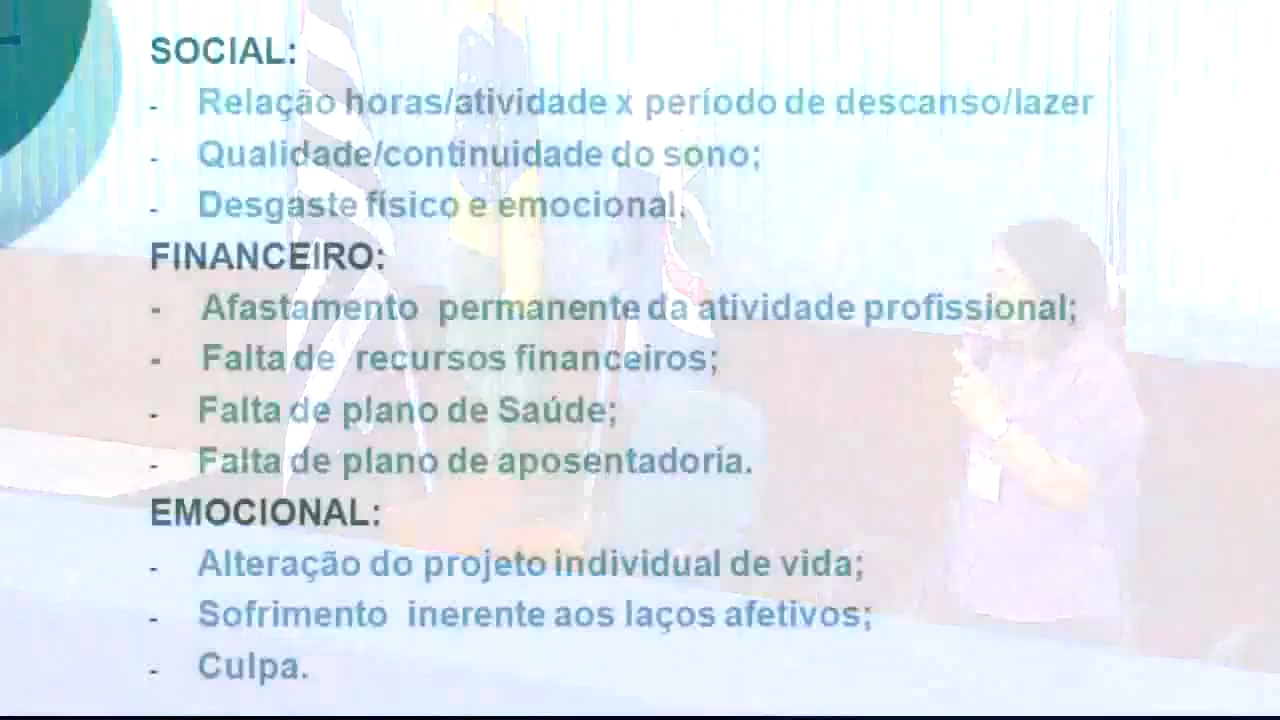 SOCIAL:
- Relação horas/atividade x período de descanso/lazer
- Qualidade/continuidade do sono;
- Desgaste físico e emocional.
FINANCEIRO:
- Afastamento permanente da atividade profissional;
- Falta de recursos financeiros;
- Falta de plano de Saúde;
- Falta de plano de aposentadoria.
EMOCIONAL:
- Alteração do projeto individual de vida;
- Sofrimento inerente aos laços afetivos;
- Culpa.